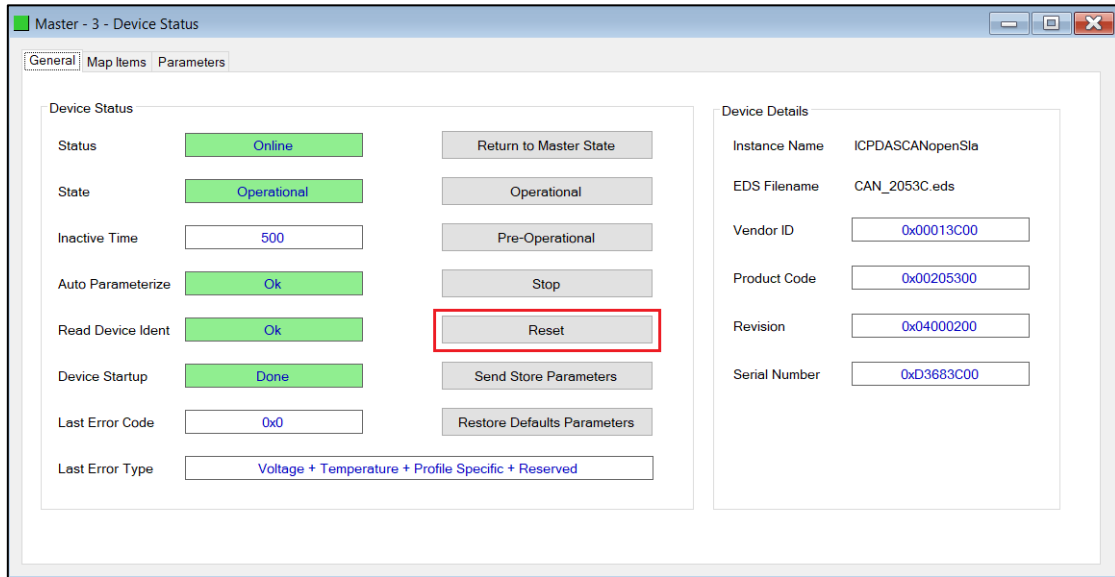 Master - 3 - Device Status
General Map Items Parameters
Device Status
Status Online Return to Master State
State Operational Operational
Inactive Time 500 Pre-Operational
Auto Parameterize Ok Stop
Read Device Ident Ok Reset
Device Startup Done Send Store Parameters
Last Error Code 0x0 Restore Defaults Parameters
Last Error Type Voltage + Temperature + Profile Specific + Reserved
Device Details
Instance Name ICPDASCANopenSla
EDS Filename CAN_2053C.eds
Vendor ID 0x00013C00
Product Code 0x00205300
Revision 0x04000200
Serial Number 0xD3683C00